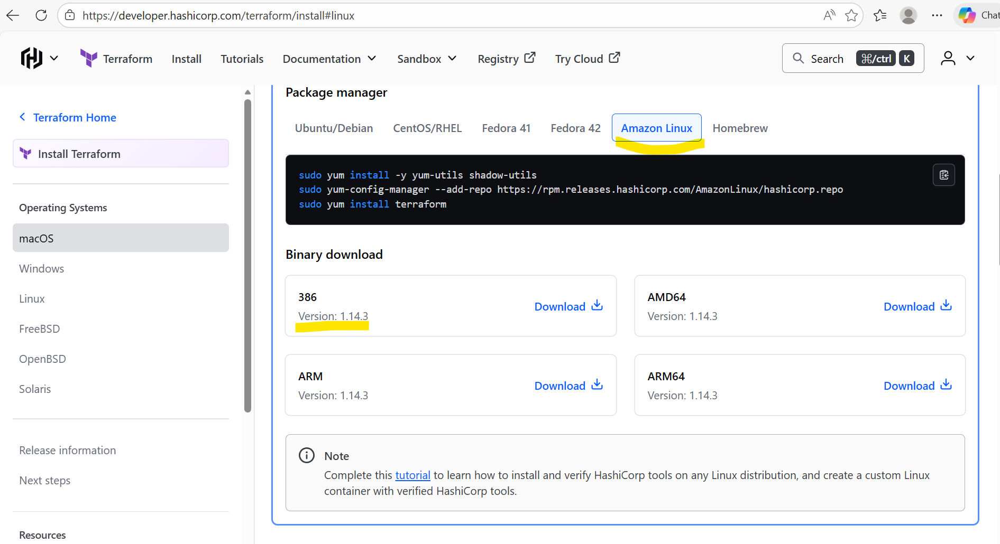 https://developer.hashicorp.com/terraform/install#linux
Chat
Terraform Install Tutorials Documentation Sandbox Registry Try Cloud Search ⌘/ctrl K
Terraform Home
Install Terraform
Operating Systems
macOS
Windows
Linux
FreeBSD
OpenBSD
Solaris
Release information
Next steps
Resources
Package manager
Ubuntu/Debian CentOS/RHEL Fedora 41 Fedora 42 Amazon Linux Homebrew
sudo yum install -y yum-utils shadow-utils
sudo yum-config-manager --add-repo https://rpm.releases.hashicorp.com/AmazonLinux/hashicorp.repo
sudo yum install terraform
Binary download
386
Version: 1.14.3
Download
AMD64
Version: 1.14.3
Download
ARM
Version: 1.14.3
Download
ARM64
Version: 1.14.3
Download
Note
Complete this tutorial to learn how to install and verify HashiCorp tools on any Linux distribution, and create a custom Linux
container with verified HashiCorp tools.